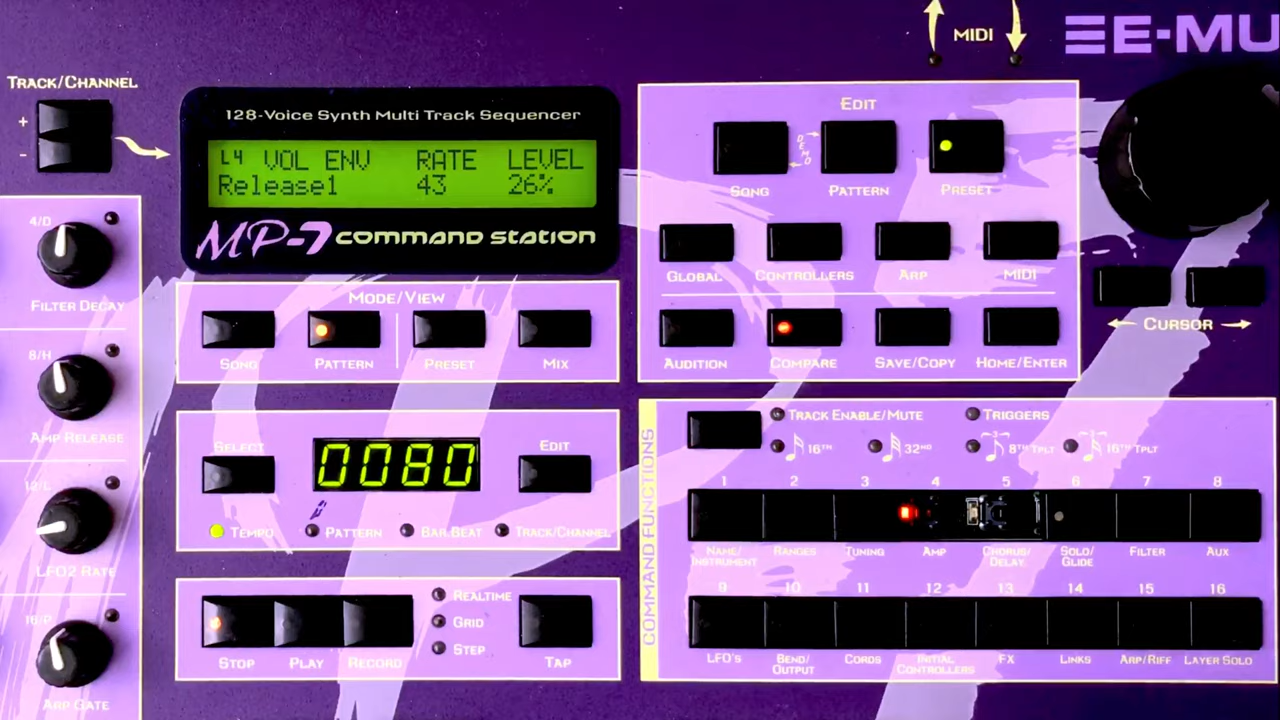 MIDI
E-MU
TRACK/CHANNEL
+
-
128-Voice Synth Multi Track Sequencer
L4 VOL ENV RATE LEVEL
Release1 43 26%
MP-7 COMMAND STATION
EDIT
DEMO
SONG PATTERN PRESET
GLOBAL CONTROLLERS ARP MIDI
AUDITION COMPARE SAVE/COPY HOME/ENTER
CURSOR
4/D
FILTER DECAY
8/H
AMP RELEASE
12/L
LFO2 RATE
16/P
ARP GATE
MODE/VIEW
SONG PATTERN PRESET MIX
SELECT
0080
EDIT
TEMPO PATTERN BAR:BEAT TRACK/CHANNEL
REALTIME
GRID
STEP
STOP PLAY RECORD TAP
COMMAND FUNCTIONS
TRACK ENABLE/MUTE TRIGGERS
16TH 32ND 3 8TH TPLT 3 16TH TPLT
1 2 3 4 5 6 7 8
NAME/INSTRUMENT RANGES TUNING AMP CHORUS/DELAY SOLO/GLIDE FILTER AUX
9 10 11 12 13 14 15 16
LFO'S BEND/OUTPUT CORDS INITIAL CONTROLLERS FX LINKS ARP/RIFF LAYER SOLO